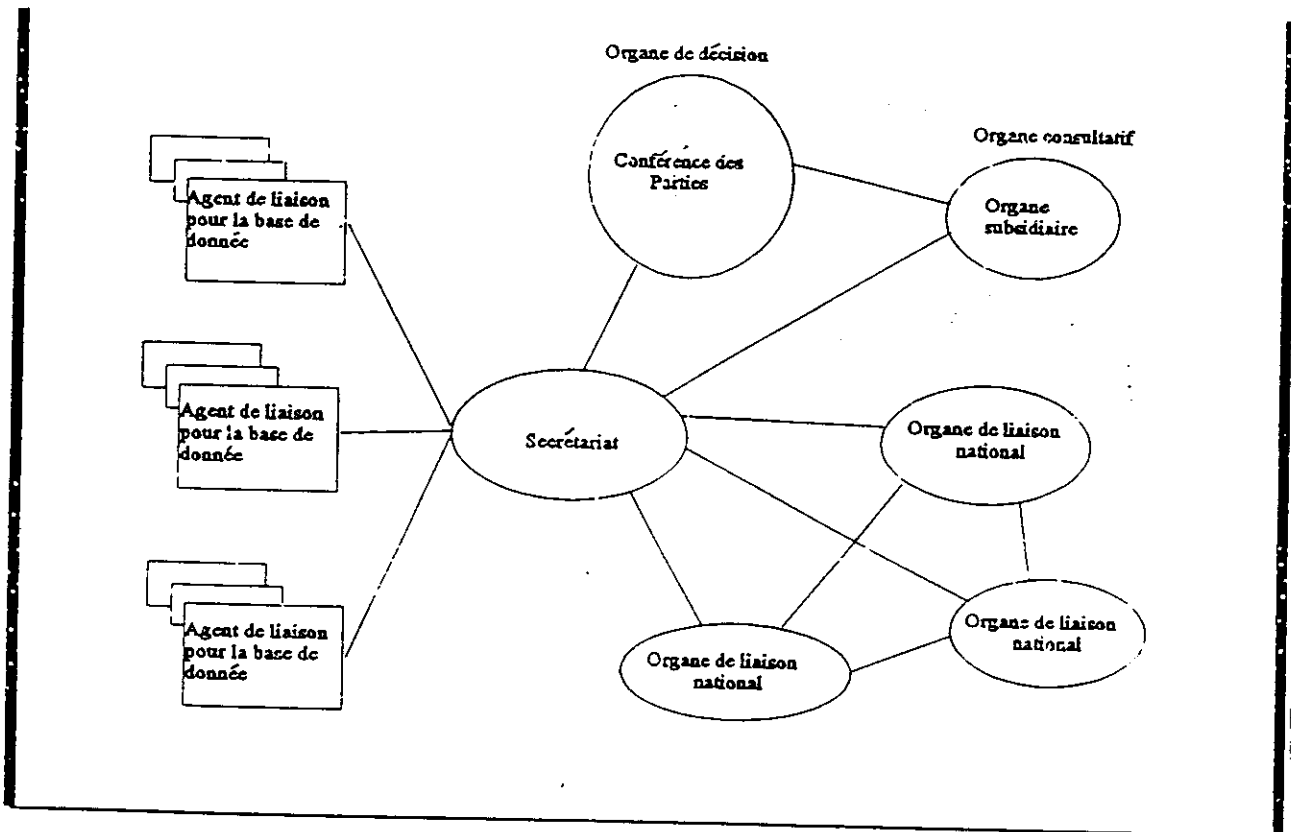 Organe de décision
Conférence des
Parties
Organe consultatif
Organe
subsidiaire
Agent de liaison
pour la base de
donnée
Agent de liaison
pour la base de
donnée
Agent de liaison
pour la base de
donnée
Secrétariat
Organe de liaison
national
Organe de liaison
national
Organe de liaison
national